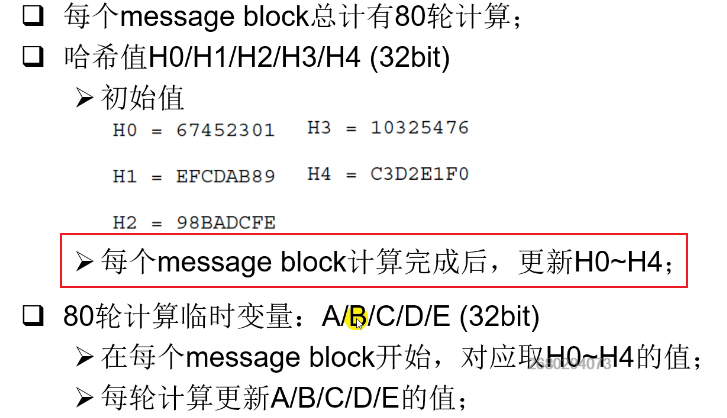 每个message block总计有80轮计算；
哈希值H0/H1/H2/H3/H4 (32bit)
初始值
H0 = 67452301 H3 = 10325476
H1 = EFCDAB89 H4 = C3D2E1F0
H2 = 98BADCFE
每个message block计算完成后，更新H0~H4；
80轮计算临时变量：A/B/C/D/E (32bit)
在每个message block开始，对应取H0~H4的值；
每轮计算更新A/B/C/D/E的值；